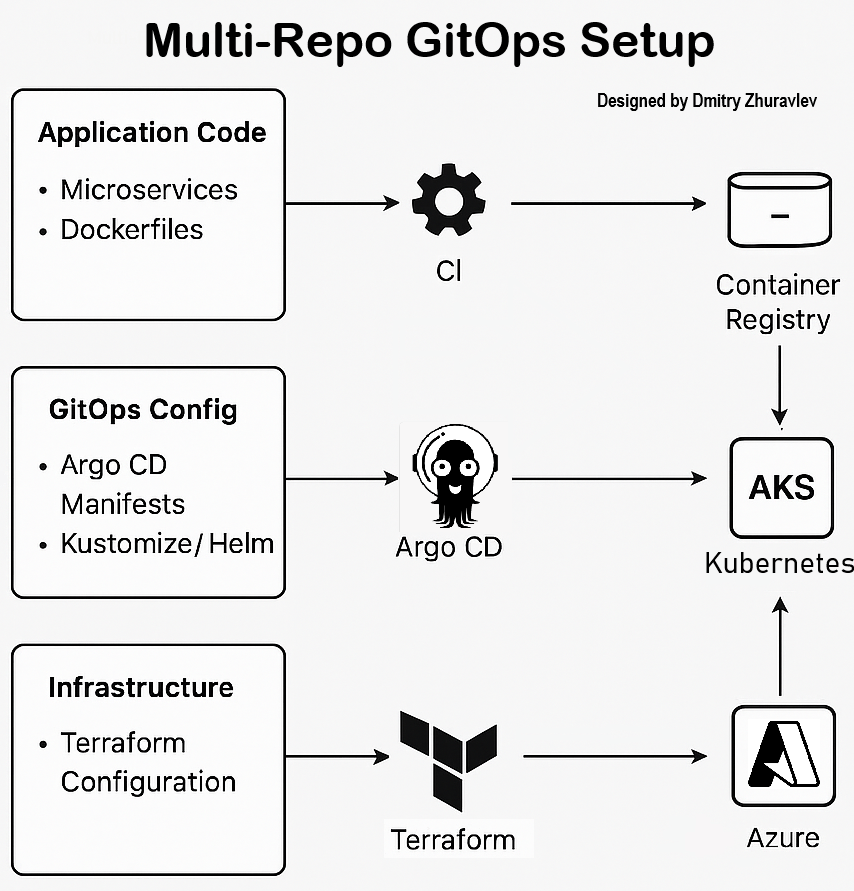 Multi-Repo GitOps Setup
Designed by Dmitry Zhuravlev
Application Code
• Microservices
• Dockerfiles
CI
Container
Registry
GitOps Config
• Argo CD
Manifests
• Kustomize/Helm
Argo CD
AKS
Kubernetes
Infrastructure
• Terraform
Configuration
Terraform
Azure